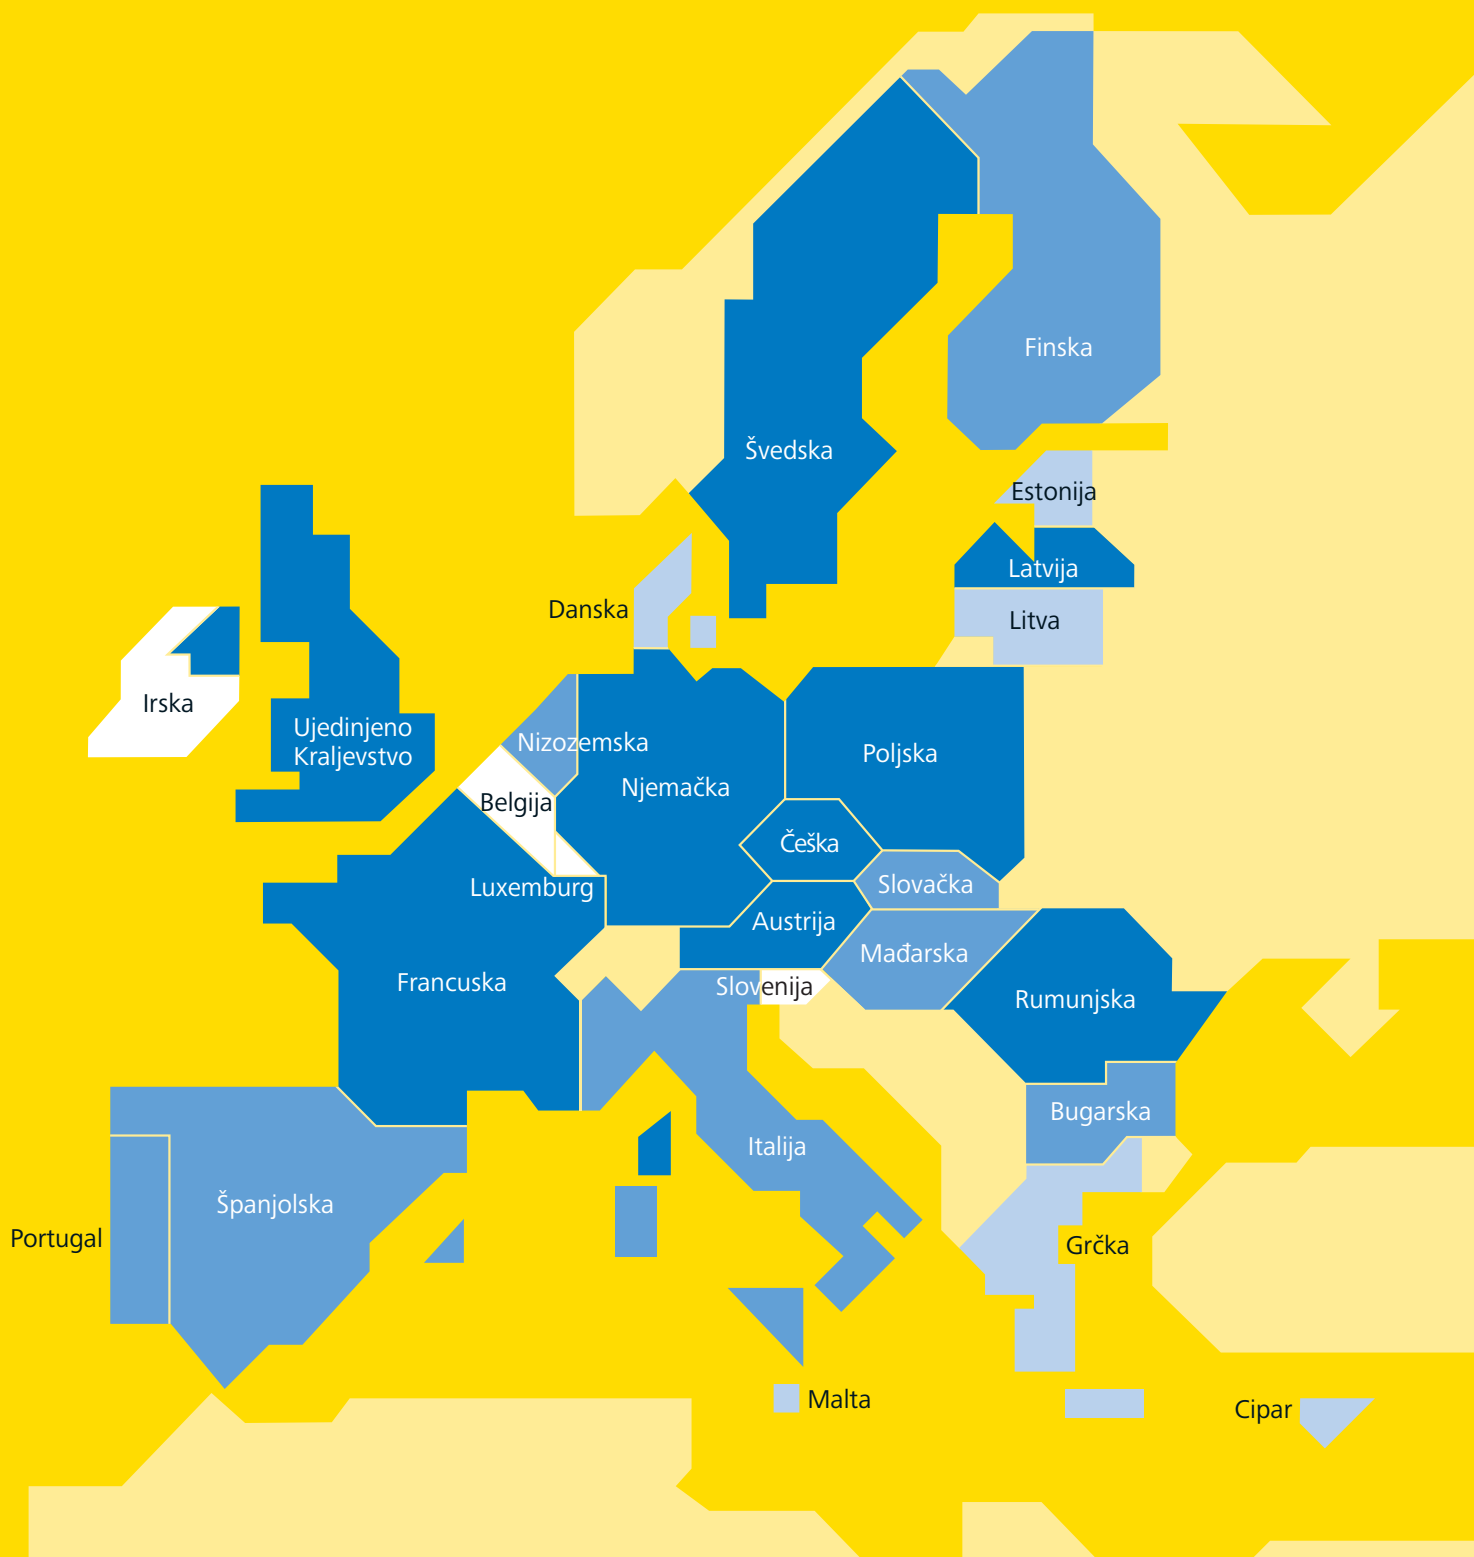 Finska
Švedska
Estonija
Latvija
Danska
Litva
Irska
Ujedinjeno
Kraljevstvo
Nizozemska
Poljska
Njemačka
Belgija
Češka
Luxemburg
Slovačka
Austrija
Mađarska
Francuska
Slovenija
Rumunjska
Bugarska
Italija
Španjolska
Portugal
Grčka
Malta
Cipar